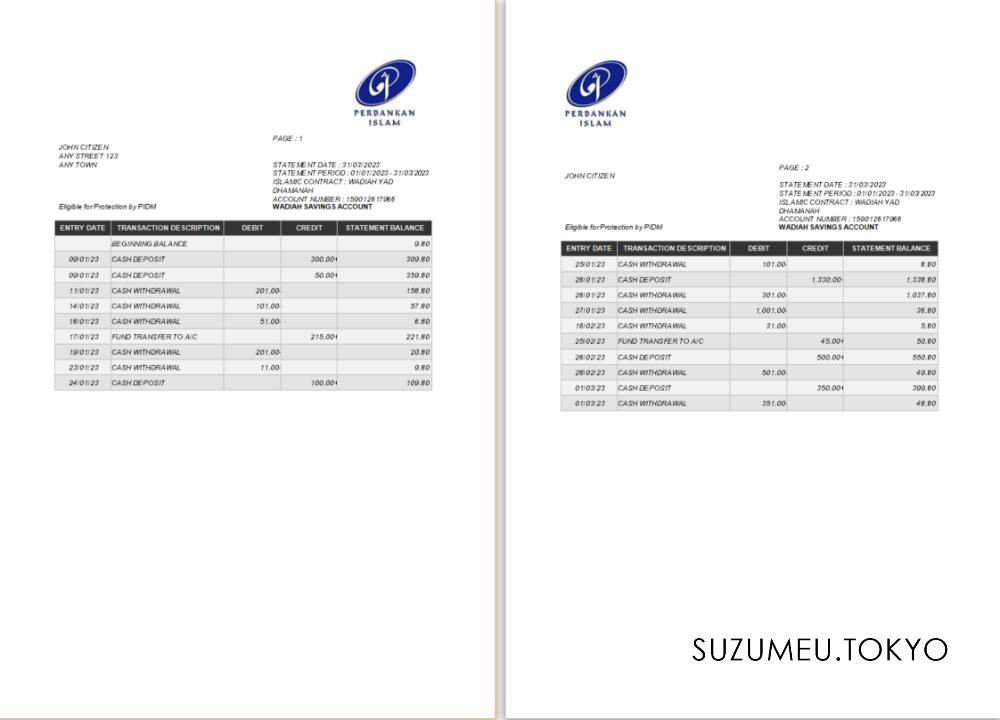 PERBANKAN
ISLAM
PAGE : 1
JOHN CITIZEN
ANY STREET 123
ANY TOWN
STATEMENT DATE : 31/03/2023
STATEMENT PERIOD : 01/01/2023 - 31/03/2023
ISLAMIC CONTRACT : WADIAH YAD
DHAMANAH
ACCOUNT NUMBER : 159012617966
Eligible for Protection by PIDM WADIAH SAVINGS ACCOUNT
ENTRY DATE TRANSACTION DESCRIPTION DEBIT CREDIT STATEMENT BALANCE
BEGINNING BALANCE 9.80
09/01/23 CASH DEPOSIT 300.00+ 309.80
09/01/23 CASH DEPOSIT 50.00+ 359.80
11/01/23 CASH WITHDRAWAL 201.00- 158.80
14/01/23 CASH WITHDRAWAL 101.00- 57.80
16/01/23 CASH WITHDRAWAL 51.00- 6.80
17/01/23 FUND TRANSFER TO A/C 215.00+ 221.80
19/01/23 CASH WITHDRAWAL 201.00- 20.80
23/01/23 CASH WITHDRAWAL 11.00- 9.80
24/01/23 CASH DEPOSIT 100.00+ 109.80
PERBANKAN
ISLAM
PAGE : 2
JOHN CITIZEN
STATEMENT DATE : 31/03/2023
STATEMENT PERIOD : 01/01/2023 - 31/03/2023
ISLAMIC CONTRACT : WADIAH YAD
DHAMANAH
ACCOUNT NUMBER : 159012617966
Eligible for Protection by PIDM WADIAH SAVINGS ACCOUNT
ENTRY DATE TRANSACTION DESCRIPTION DEBIT CREDIT STATEMENT BALANCE
25/01/23 CASH WITHDRAWAL 101.00- 8.80
26/01/23 CASH DEPOSIT 1,330.00- 1,338.80
26/01/23 CASH WITHDRAWAL 301.00- 1,037.80
27/01/23 CASH WITHDRAWAL 1,001.00- 36.80
16/02/23 CASH WITHDRAWAL 31.00- 5.80
25/02/23 FUND TRANSFER TO A/C 45.00+ 50.80
26/02/23 CASH DEPOSIT 500.00+ 550.80
28/02/23 CASH WITHDRAWAL 501.00- 49.80
01/03/23 CASH DEPOSIT 350.00+ 399.80
01/03/23 CASH WITHDRAWAL 351.00- 48.80
SUZUMEU.TOKYO